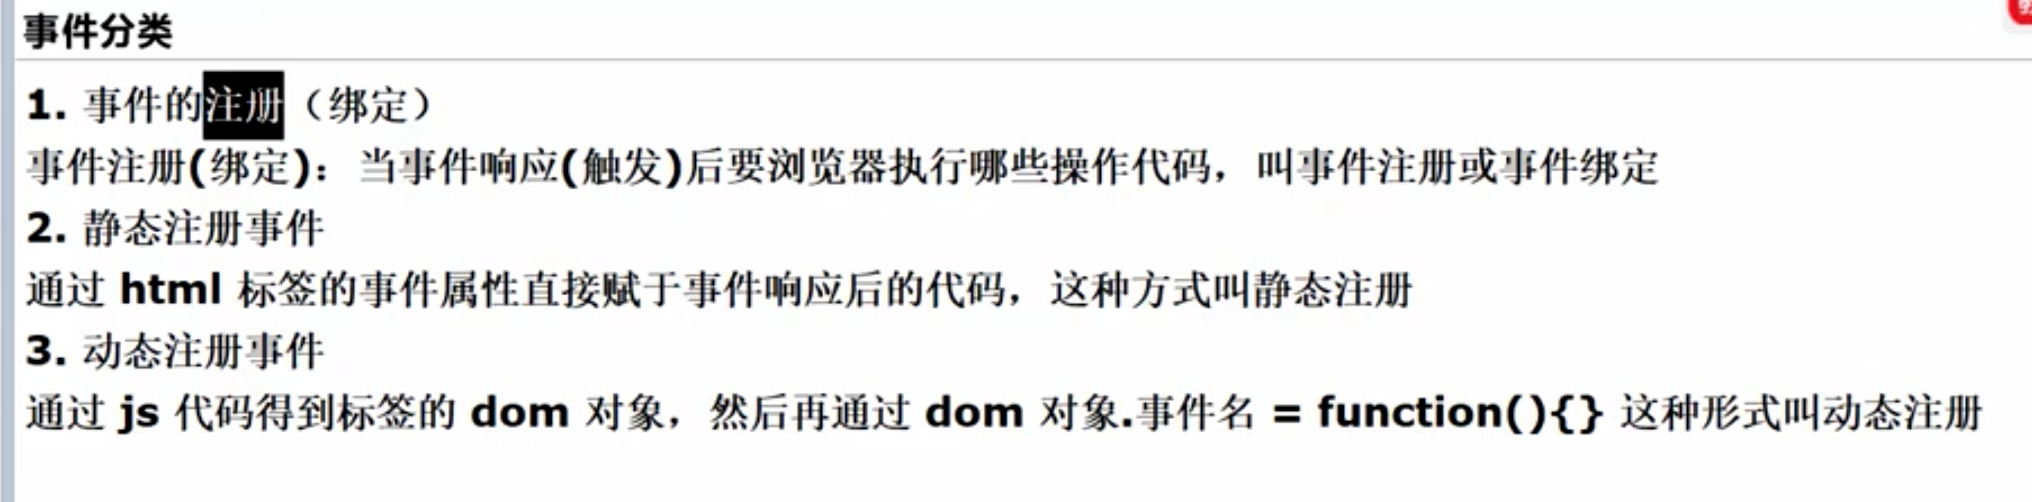 事件分类
1. 事件的注册（绑定）
事件注册(绑定)：当事件响应(触发)后要浏览器执行哪些操作代码，叫事件注册或事件绑定
2. 静态注册事件
通过 html 标签的事件属性直接赋于事件响应后的代码，这种方式叫静态注册
3. 动态注册事件
通过 js 代码得到标签的 dom 对象，然后再通过 dom 对象.事件名 = function(){} 这种形式叫动态注册